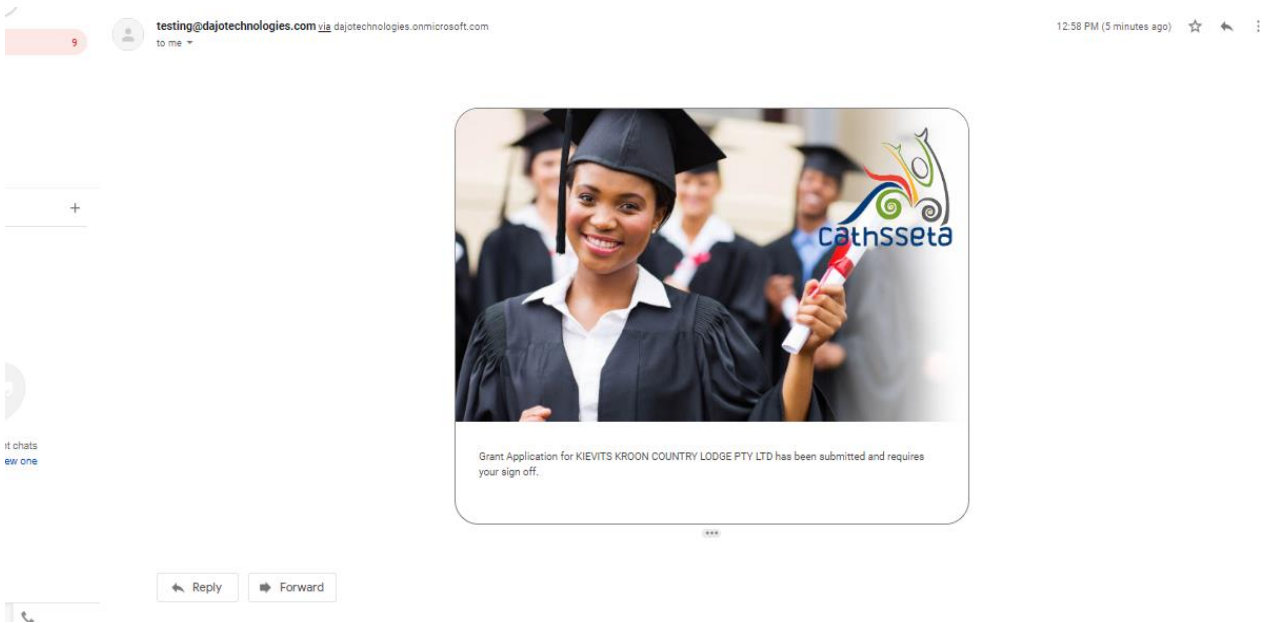 testing@dajotechnologies.com via dajotechnologies.onmicrosoft.com
12:58 PM (5 minutes ago)
to me
9
cathsseta
nt chats
ew one
Grant Application for KIEVITS KROON COUNTRY LODGE PTY LTD has been submitted and requires
your sign off.
Reply
Forward